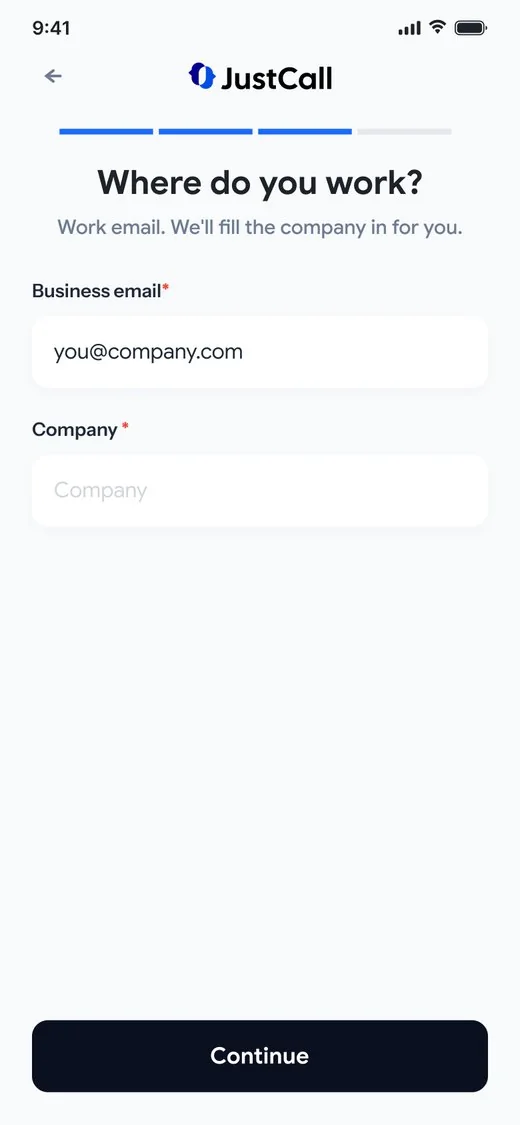 9:41
JustCall
Where do you work?
Work email. We'll fill the company in for you.
Business email*
you@company.com
Company *
Company
Continue